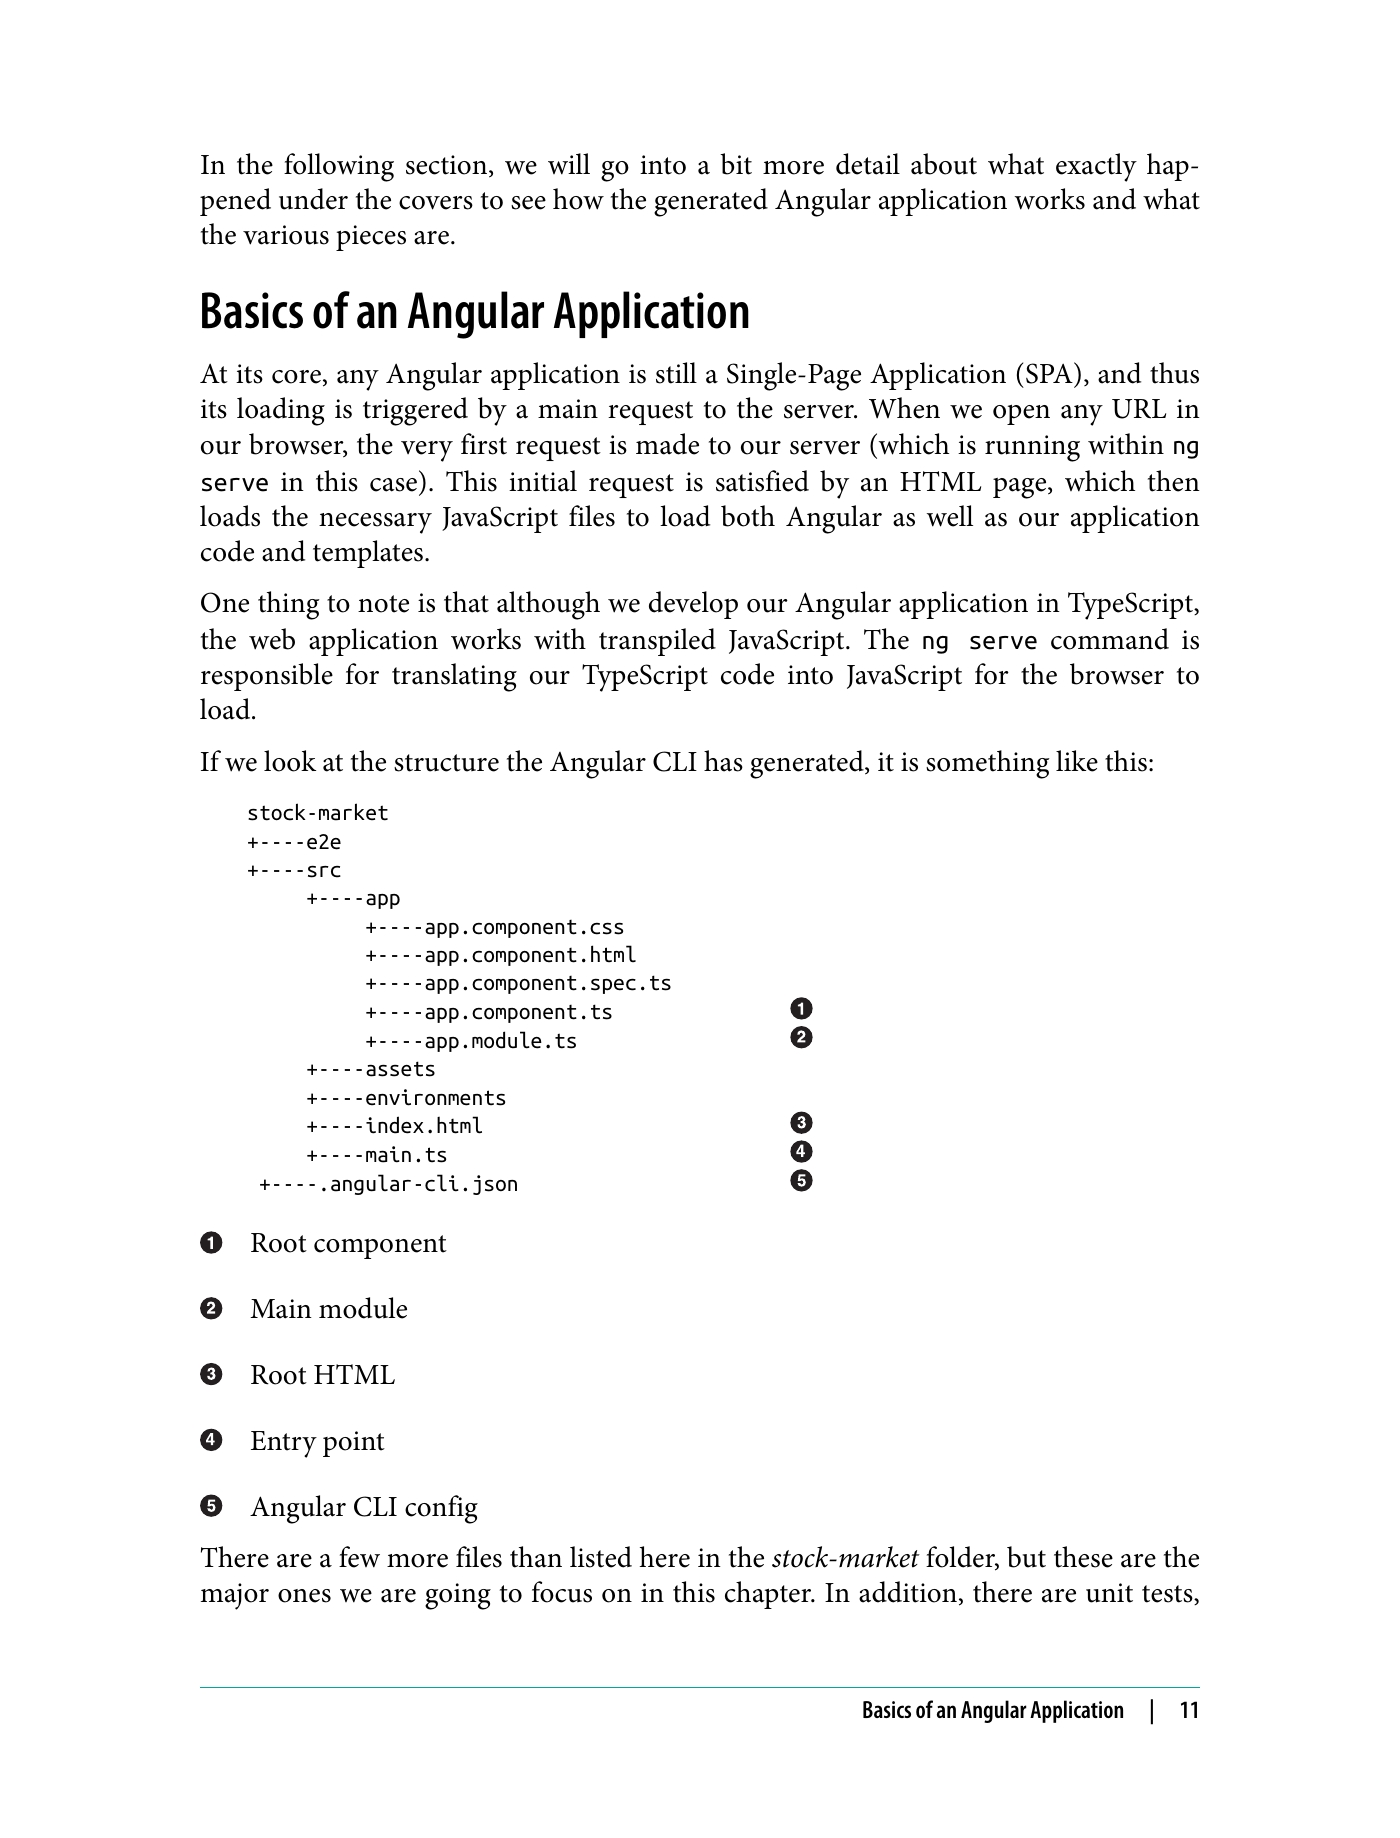 In the following section, we will go into a bit more detail about what exactly hap-
pened under the covers to see how the generated Angular application works and what
the various pieces are.
Basics of an Angular Application
At its core, any Angular application is still a Single-Page Application (SPA), and thus
its loading is triggered by a main request to the server. When we open any URL in
our browser, the very first request is made to our server (which is running within ng
serve in this case). This initial request is satisfied by an HTML page, which then
loads the necessary JavaScript files to load both Angular as well as our application
code and templates.
One thing to note is that although we develop our Angular application in TypeScript,
the web application works with transpiled JavaScript. The ng serve command is
responsible for translating our TypeScript code into JavaScript for the browser to
load.
If we look at the structure the Angular CLI has generated, it is something like this:
stock-market
+----e2e
+----src
     +----app
          +----app.component.css
          +----app.component.html
          +----app.component.spec.ts
          +----app.component.ts               ❶
          +----app.module.ts                  ❷
     +----assets
     +----environments
     +----index.html                          ❸
     +----main.ts                             ❹
 +----.angular-cli.json                       ❺
❶ Root component
❷ Main module
❸ Root HTML
❹ Entry point
❺ Angular CLI config
There are a few more files than listed here in the stock-market folder, but these are the
major ones we are going to focus on in this chapter. In addition, there are unit tests,
Basics of an Angular Application | 11